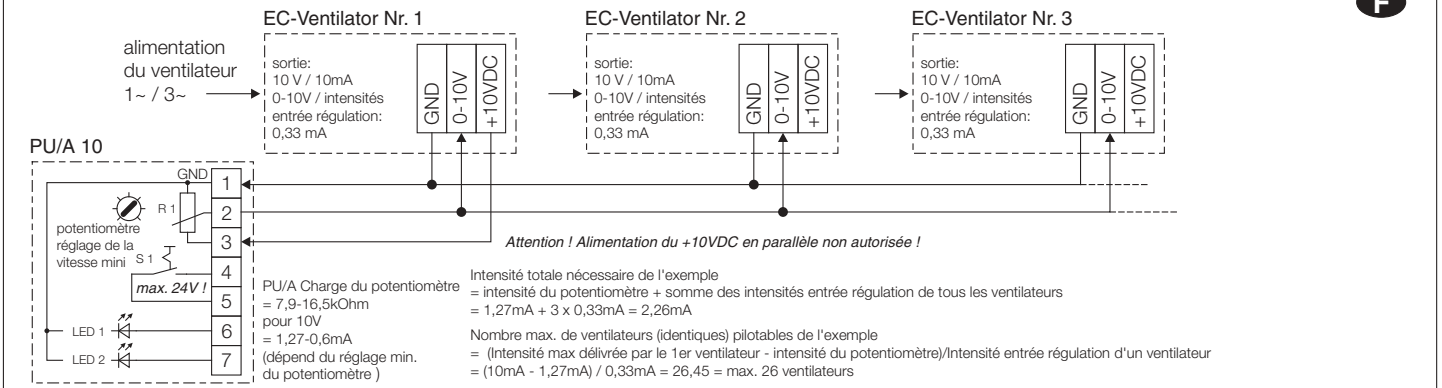 F
EC-Ventilator Nr. 1
EC-Ventilator Nr. 2
EC-Ventilator Nr. 3
alimentation
du ventilateur
1~ / 3~
sortie:
10 V / 10mA
0-10V / intensités
entrée régulation:
0,33 mA
GND
0-10V
+10VDC
sortie:
10 V / 10mA
0-10V / intensités
entrée régulation:
0,33 mA
GND
0-10V
+10VDC
sortie:
10 V / 10mA
0-10V / intensités
entrée régulation:
0,33 mA
GND
0-10V
+10VDC
PU/A 10
GND
1
R 1
2
potentiomètre
réglage de la
vitesse mini
3
S 1
4
max. 24V !
5
LED 1
6
LED 2
7
Attention ! Alimentation du +10VDC en parallèle non autorisée !
PU/A Charge du potentiomètre
= 7,9-16,5kOhm
pour 10V
= 1,27-0,6mA
(dépend du réglage min.
du potentiomètre )
Intensité totale nécessaire de l'exemple
= intensité du potentiomètre + somme des intensités entrée régulation de tous les ventilateurs
= 1,27mA + 3 x 0,33mA = 2,26mA
Nombre max. de ventilateurs (identiques) pilotables de l'exemple
= (Intensité max délivrée par le 1er ventilateur - intensité du potentiomètre)/Intensité entrée régulation d'un ventilateur
= (10mA - 1,27mA) / 0,33mA = 26,45 = max. 26 ventilateurs